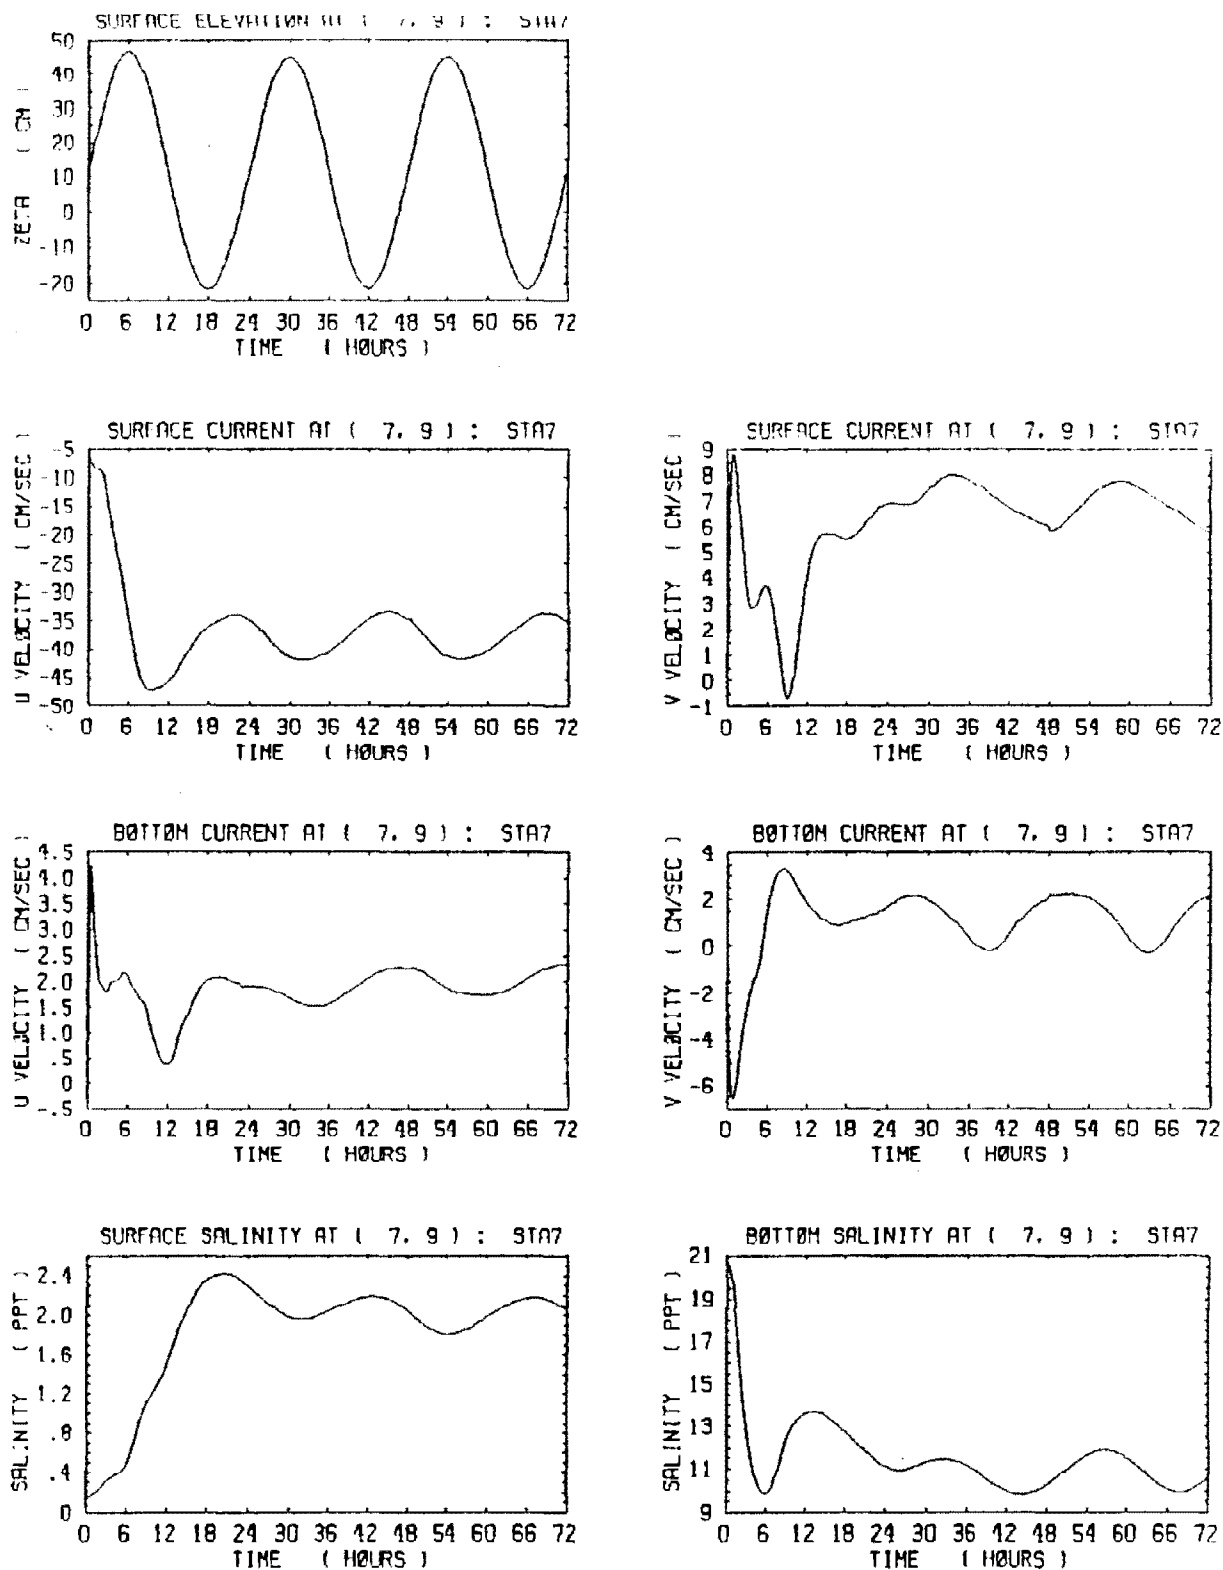 SURFACE ELEVATIØN AT ( 7, 9 ) : STA7
50
40
30
20
10
0
-10
-20
ZETA ( CM )
0 6 12 18 24 30 36 42 48 54 60 66 72
TIME ( HØURS )
SURFACE CURRENT AT ( 7, 9 ) : STA7
-5
-10
-15
-20
-25
-30
-35
-40
-45
-50
U VELØCITY ( CM/SEC )
0 6 12 18 24 30 36 42 48 54 60 66 72
TIME ( HØURS )
SURFACE CURRENT AT ( 7, 9 ) : STA7
9
8
7
6
5
4
3
2
1
0
-1
V VELØCITY ( CM/SEC )
0 6 12 18 24 30 36 42 48 54 60 66 72
TIME ( HØURS )
BØTTØM CURRENT AT ( 7, 9 ) : STA7
4.5
4.0
3.5
3.0
2.5
2.0
1.5
1.0
.5
0
-.5
U VELØCITY ( CM/SEC )
0 6 12 18 24 30 36 42 48 54 60 66 72
TIME ( HØURS )
BØTTØM CURRENT AT ( 7, 9 ) : STA7
4
2
0
-2
-4
-6
V VELØCITY ( CM/SEC )
0 6 12 18 24 30 36 42 48 54 60 66 72
TIME ( HØURS )
SURFACE SALINITY AT ( 7, 9 ) : STA7
2.4
2.0
1.6
1.2
.8
.4
0
SALINITY ( PPT )
0 6 12 18 24 30 36 42 48 54 60 66 72
TIME ( HØURS )
BØTTØM SALINITY AT ( 7, 9 ) : STA7
21
19
17
15
13
11
9
SALINITY ( PPT )
0 6 12 18 24 30 36 42 48 54 60 66 72
TIME ( HØURS )